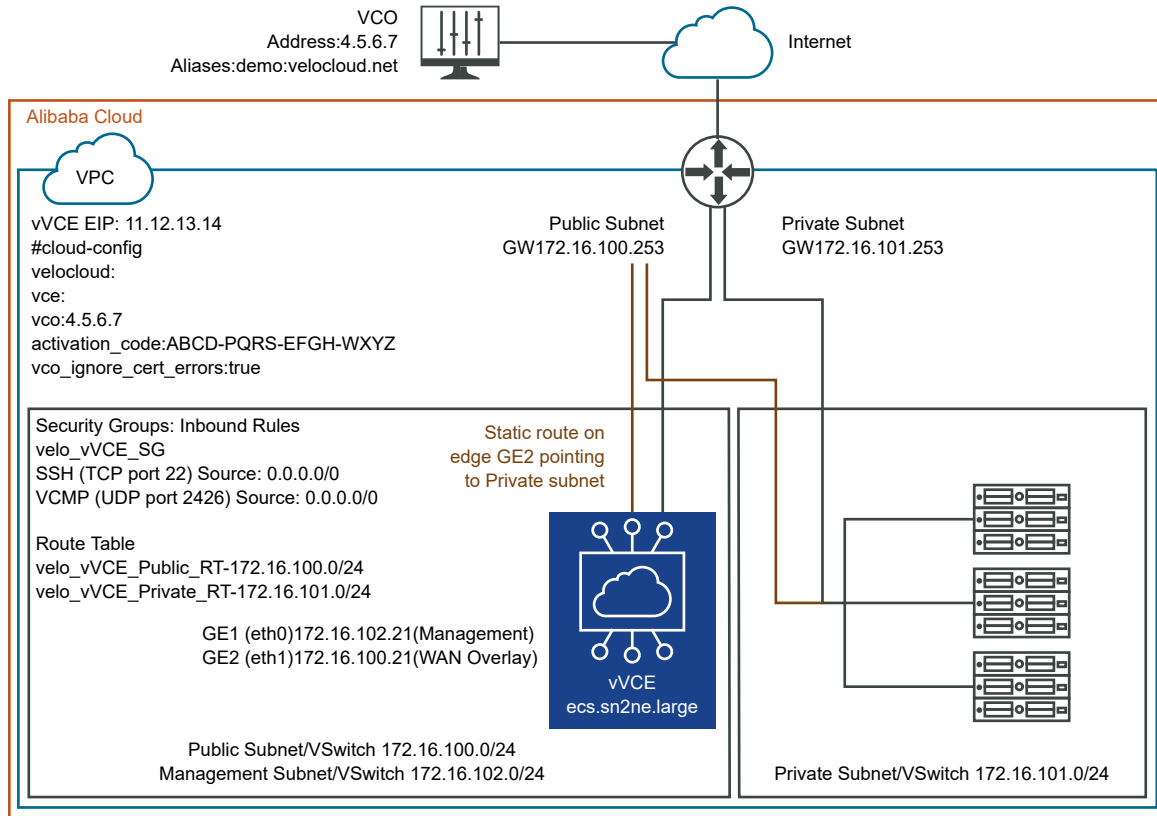 VCO
Address:4.5.6.7
Aliases:demo:velocloud.net
Internet
Alibaba Cloud
VPC
vVCE EIP: 11.12.13.14
#cloud-config
velocloud:
vce:
vco:4.5.6.7
activation_code:ABCD-PQRS-EFGH-WXYZ
vco_ignore_cert_errors:true
Public Subnet
GW172.16.100.253
Private Subnet
GW172.16.101.253
Security Groups: Inbound Rules
velo_vVCE_SG
SSH (TCP port 22) Source: 0.0.0.0/0
VCMP (UDP port 2426) Source: 0.0.0.0/0
Route Table
velo_vVCE_Public_RT-172.16.100.0/24
velo_vVCE_Private_RT-172.16.101.0/24
Static route on
edge GE2 pointing
to Private subnet
GE1 (eth0)172.16.102.21(Management)
GE2 (eth1)172.16.100.21(WAN Overlay)
vVCE
ecs.sn2ne.large
Public Subnet/VSwitch 172.16.100.0/24
Management Subnet/VSwitch 172.16.102.0/24
Private Subnet/VSwitch 172.16.101.0/24